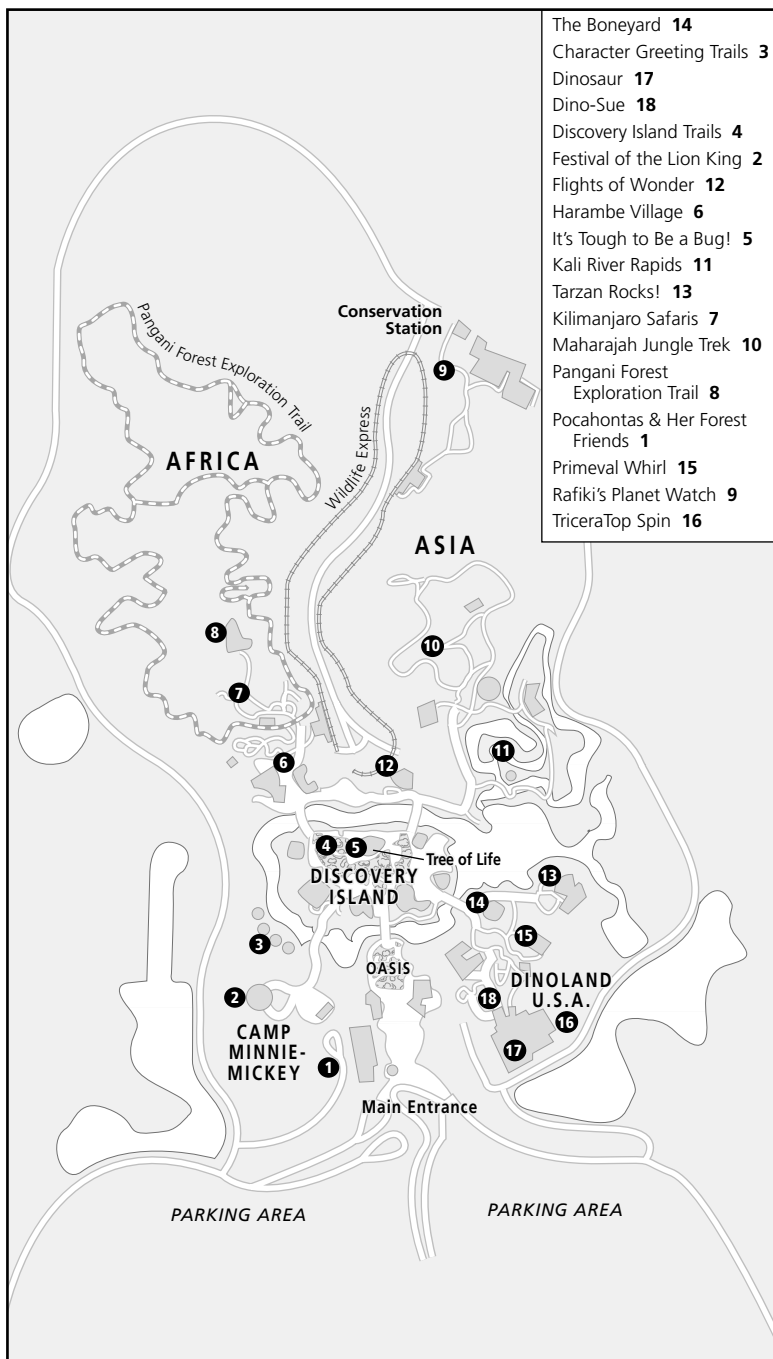 The Boneyard 14
Character Greeting Trails 3
Dinosaur 17
Dino-Sue 18
Discovery Island Trails 4
Festival of the Lion King 2
Flights of Wonder 12
Harambe Village 6
It's Tough to Be a Bug! 5
Kali River Rapids 11
Tarzan Rocks! 13
Kilimanjaro Safaris 7
Maharajah Jungle Trek 10
Pangani Forest
Exploration Trail 8
Pocahontas & Her Forest
Friends 1
Primeval Whirl 15
Rafiki's Planet Watch 9
TriceraTop Spin 16
Conservation
Station
9
Pangani Forest Exploration Trail
AFRICA
Wildlife Express
ASIA
8
10
7
11
6
12
4
5
Tree of Life
DISCOVERY
ISLAND
13
14
15
3
OASIS
DINOLAND
U.S.A.
2
18
16
CAMP
MINNIE-
MICKEY
17
1
Main Entrance
PARKING AREA
PARKING AREA